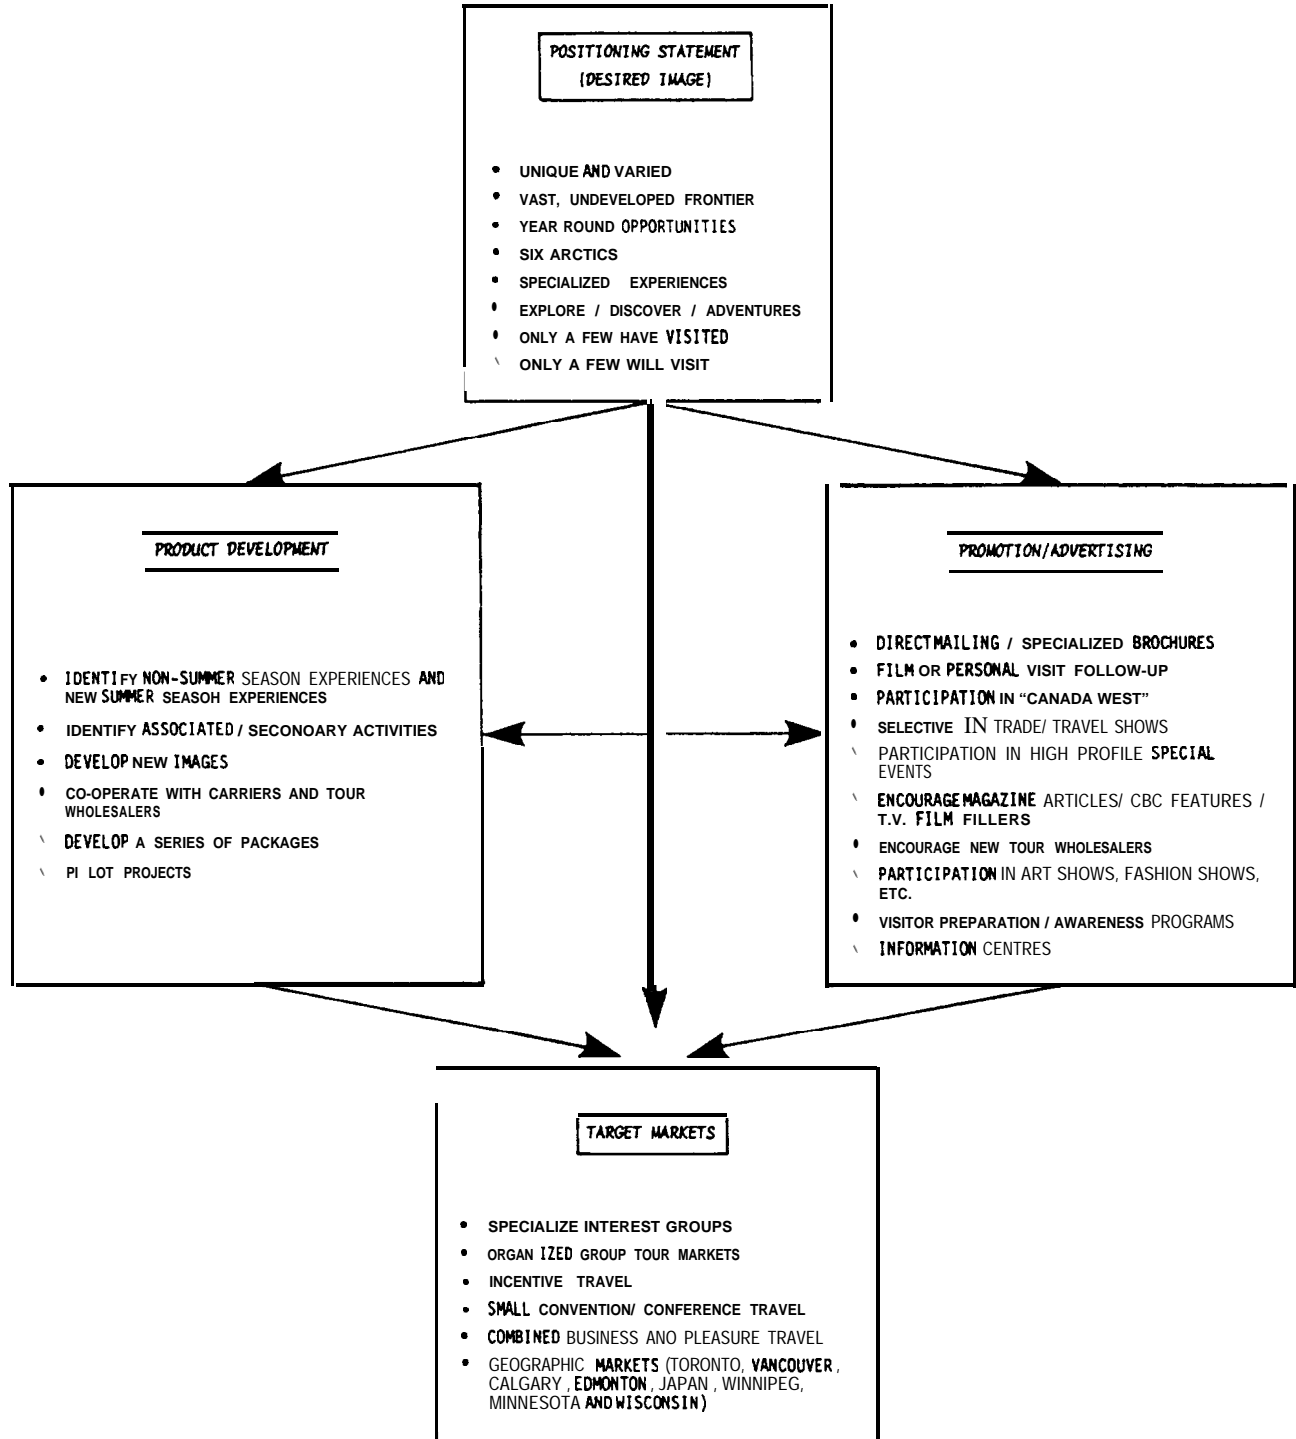 POSITIONING STATEMENT
(DESIRED IMAGE)
• UNIQUE AND VARIED
• VAST, UNDEVELOPED FRONTIER
• YEAR ROUND OPPORTUNITIES
• SIX ARCTICS
• SPECIALIZED EXPERIENCES
• EXPLORE / DISCOVER / ADVENTURES
• ONLY A FEW HAVE VISITED
\ ONLY A FEW WILL VISIT
PRODUCT DEVELOPMENT
• IDENTIFY NON-SUMMER SEASON EXPERIENCES AND
NEW SUMMER SEASOH EXPERIENCES
• IDENTIFY ASSOCIATED / SECONOARY ACTIVITIES
• DEVELOP NEW IMAGES
• CO-OPERATE WITH CARRIERS AND TOUR
WHOLESALERS
\ DEVELOP A SERIES OF PACKAGES
\ PI LOT PROJECTS
PROMOTION/ADVERTISING
• DIRECTMAILING / SPECIALIZED BROCHURES
• FILM OR PERSONAL VISIT FOLLOW-UP
• PARTICIPATION IN “CANADA WEST”
• SELECTIVE IN TRADE/ TRAVEL SHOWS
\ PARTICIPATION IN HIGH PROFILE SPECIAL
EVENTS
\ ENCOURAGE MAGAZINE ARTICLES/ CBC FEATURES /
T.V. FILM FILLERS
• ENCOURAGE NEW TOUR WHOLESALERS
\ PARTICIPATION IN ART SHOWS, FASHION SHOWS,
ETC.
• VISITOR PREPARATION / AWARENESS PROGRAMS
\ INFORMATION CENTRES
TARGET MARKETS
• SPECIALIZE INTEREST GROUPS
• ORGAN IZED GROUP TOUR MARKETS
• INCENTIVE TRAVEL
• SMALL CONVENTION/ CONFERENCE TRAVEL
• COMBINED BUSINESS ANO PLEASURE TRAVEL
• GEOGRAPHIC MARKETS (TORONTO, VANCOUVER ,
CALGARY , EDMONTON , JAPAN , WINNIPEG,
MINNESOTA AND WISCONSIN)